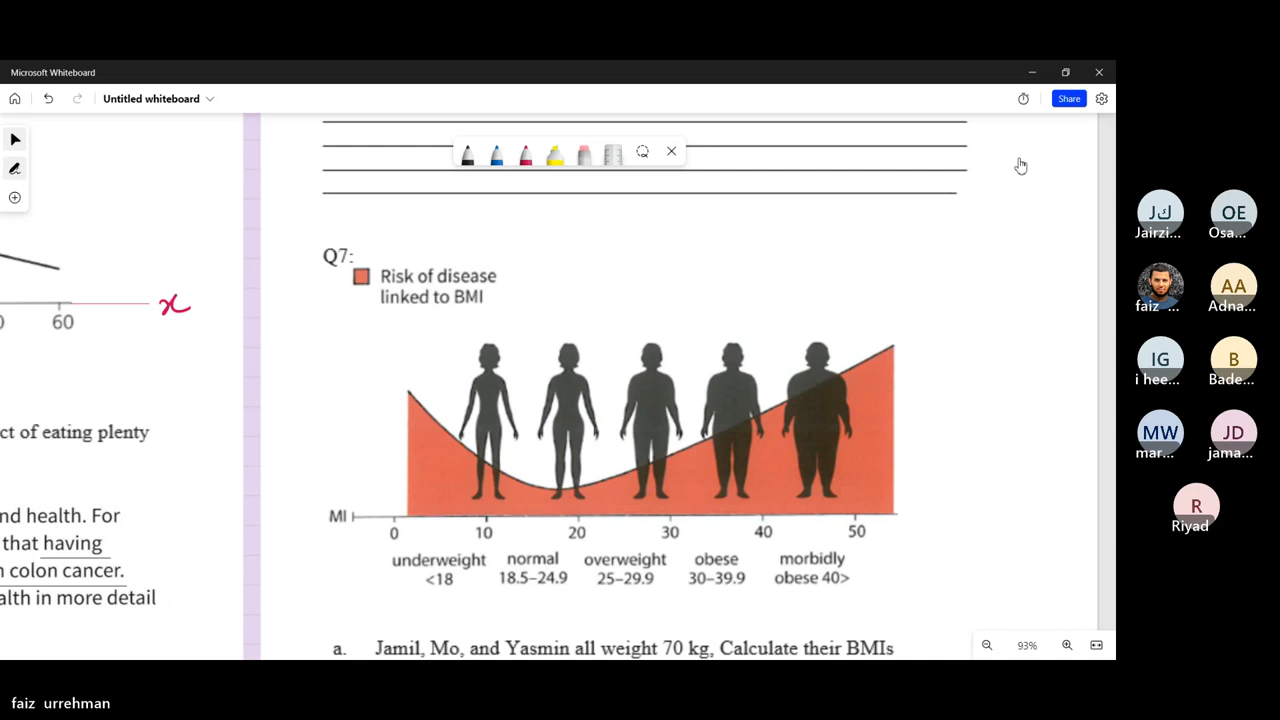 Microsoft Whiteboard
Untitled whiteboard
Share
60
x
ct of eating plenty
nd health. For
that having
n colon cancer.
alth in more detail
Q7:
Risk of disease
linked to BMI
MI
0 10 20 30 40 50
underweight normal overweight obese morbidly
<18 18.5–24.9 25–29.9 30–39.9 obese 40>
a. Jamil, Mo, and Yasmin all weight 70 kg, Calculate their BMIs
93%
Jك
Jairzi...
OE
Osa...
faiz ...
AA
Adna...
IG
i hee...
B
Bade...
MW
mar...
JD
jama...
R
Riyad
faiz urrehman